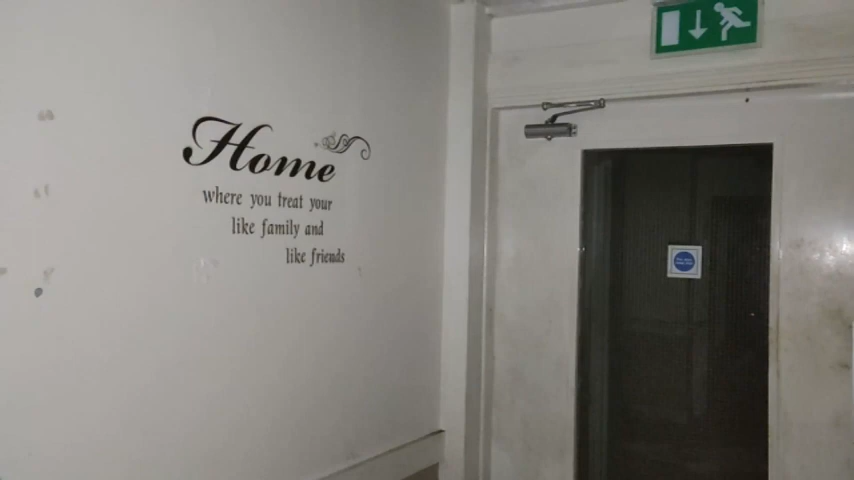 Home
where you treat your
like family and
like friends